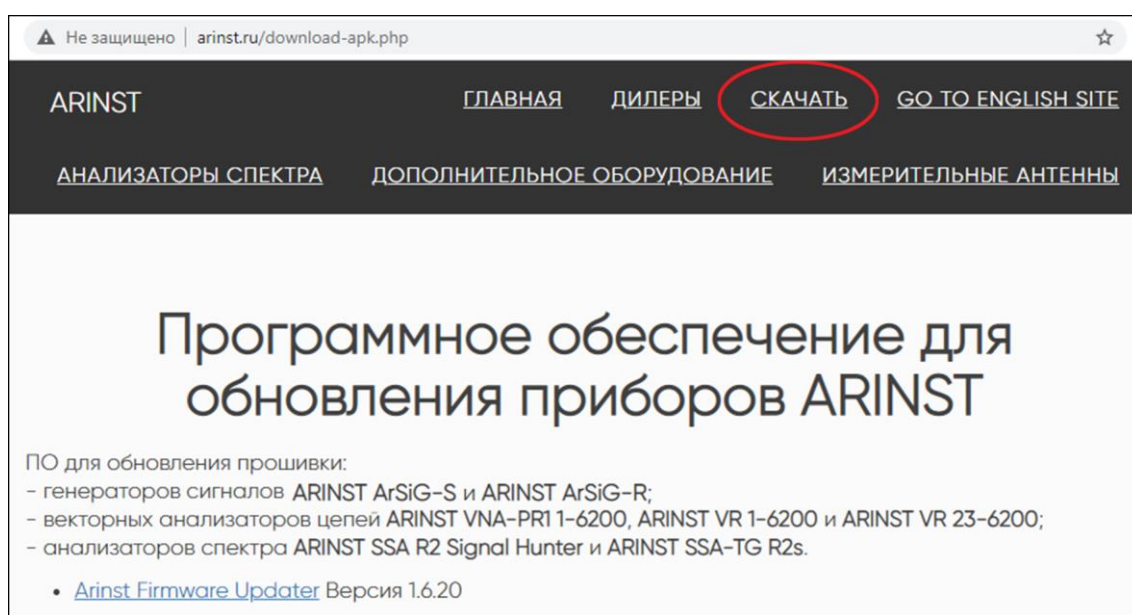 Не защищено | arinst.ru/download-apk.php
ARINST ГЛАВНАЯ ДИЛЕРЫ СКАЧАТЬ GO TO ENGLISH SITE
АНАЛИЗАТОРЫ СПЕКТРА ДОПОЛНИТЕЛЬНОЕ ОБОРУДОВАНИЕ ИЗМЕРИТЕЛЬНЫЕ АНТЕННЫ
Программное обеспечение для
обновления приборов ARINST
ПО для обновления прошивки:
- генераторов сигналов ARINST ArSiG-S и ARINST ArSiG-R;
- векторных анализаторов цепей ARINST VNA-PR1 1-6200, ARINST VR 1-6200 и ARINST VR 23-6200;
- анализаторов спектра ARINST SSA R2 Signal Hunter и ARINST SSA-TG R2s.
• Arinst Firmware Updater Версия 1.6.20